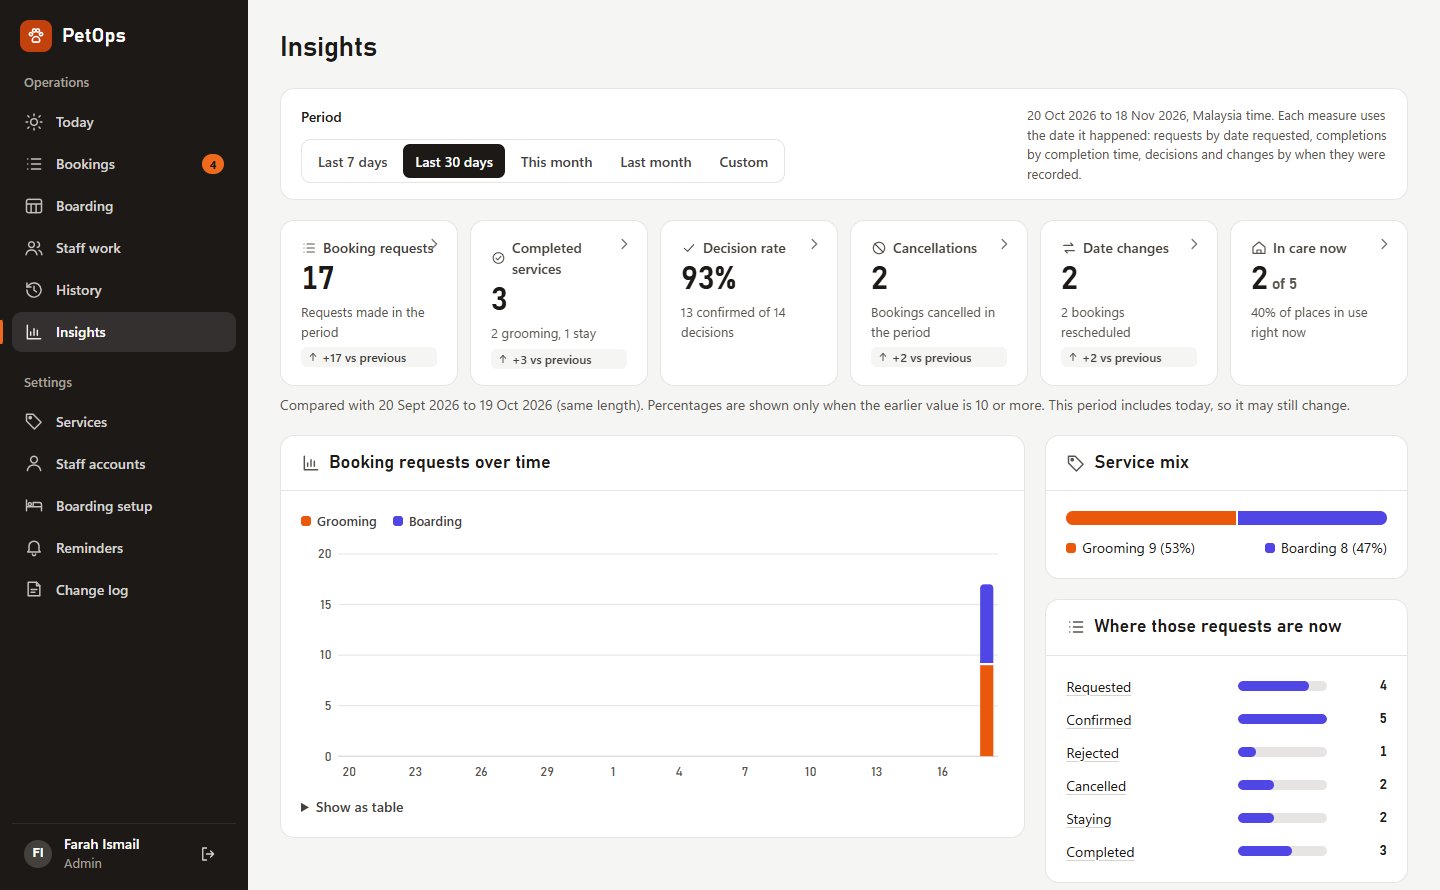 PetOps
Operations
Today
Bookings 4
Boarding
Staff work
History
Insights
Settings
Services
Staff accounts
Boarding setup
Reminders
Change log
FI
Farah Ismail
Admin
Insights
Period
Last 7 days Last 30 days This month Last month Custom
20 Oct 2026 to 18 Nov 2026, Malaysia time. Each measure uses
the date it happened: requests by date requested, completions
by completion time, decisions and changes by when they were
recorded.
Booking requests
17
Requests made in the
period
↑ +17 vs previous
Completed
services
3
2 grooming, 1 stay
↑ +3 vs previous
Decision rate
93%
13 confirmed of 14
decisions
Cancellations
2
Bookings cancelled in
the period
↑ +2 vs previous
Date changes
2
2 bookings
rescheduled
↑ +2 vs previous
In care now
2 of 5
40% of places in use
right now
Compared with 20 Sept 2026 to 19 Oct 2026 (same length). Percentages are shown only when the earlier value is 10 or more. This period includes today, so it may still change.
Booking requests over time
Grooming Boarding
20
15
10
5
0
20 23 26 29 1 4 7 10 13 16
Show as table
Service mix
Grooming 9 (53%) Boarding 8 (47%)
Where those requests are now
Requested 4
Confirmed 5
Rejected 1
Cancelled 2
Staying 2
Completed 3